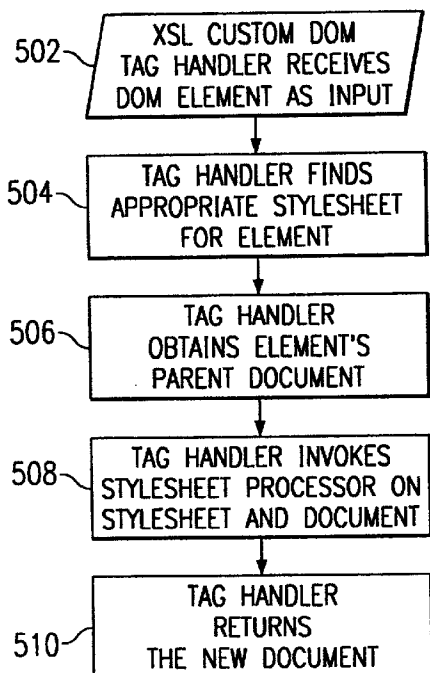 502
XSL CUSTOM DOM
TAG HANDLER RECEIVES
DOM ELEMENT AS INPUT
504
TAG HANDLER FINDS
APPROPRIATE STYLESHEET
FOR ELEMENT
506
TAG HANDLER
OBTAINS ELEMENT'S
PARENT DOCUMENT
508
TAG HANDLER INVOKES
STYLESHEET PROCESSOR ON
STYLESHEET AND DOCUMENT
510
TAG HANDLER
RETURNS
THE NEW DOCUMENT